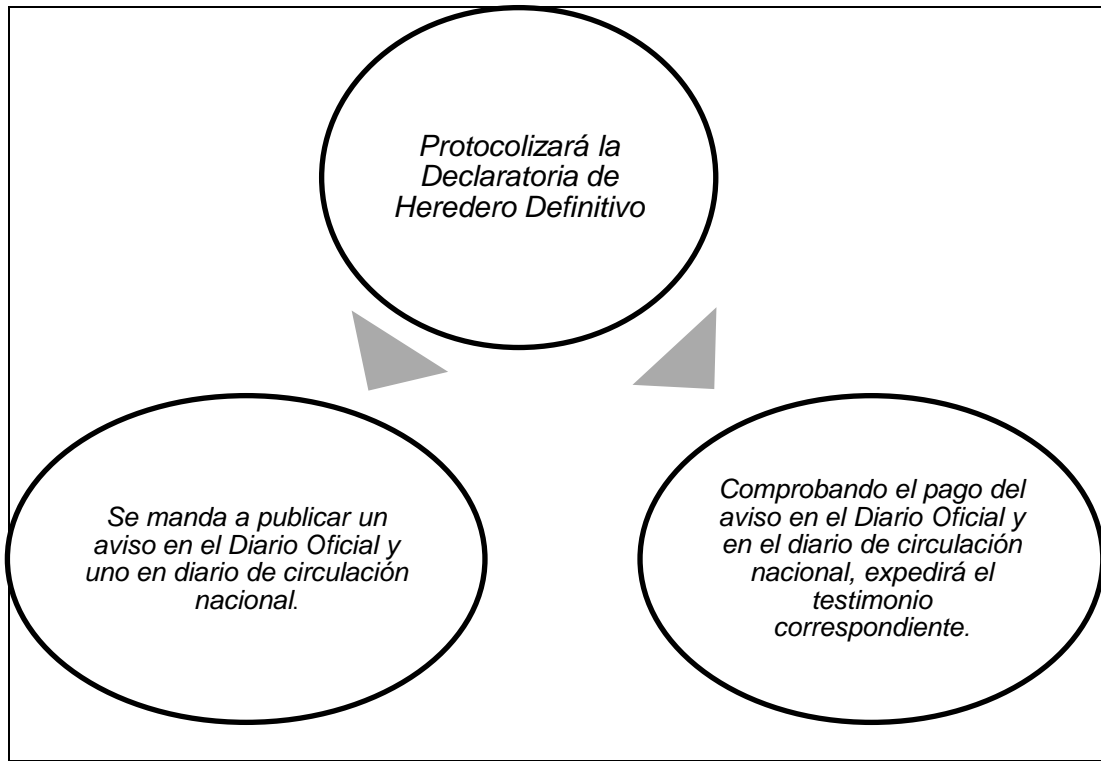 Protocolizará la
Declaratoria de
Heredero Definitivo
Se manda a publicar un
aviso en el Diario Oficial y
uno en diario de circulación
nacional.
Comprobando el pago del
aviso en el Diario Oficial y
en el diario de circulación
nacional, expedirá el
testimonio
correspondiente.